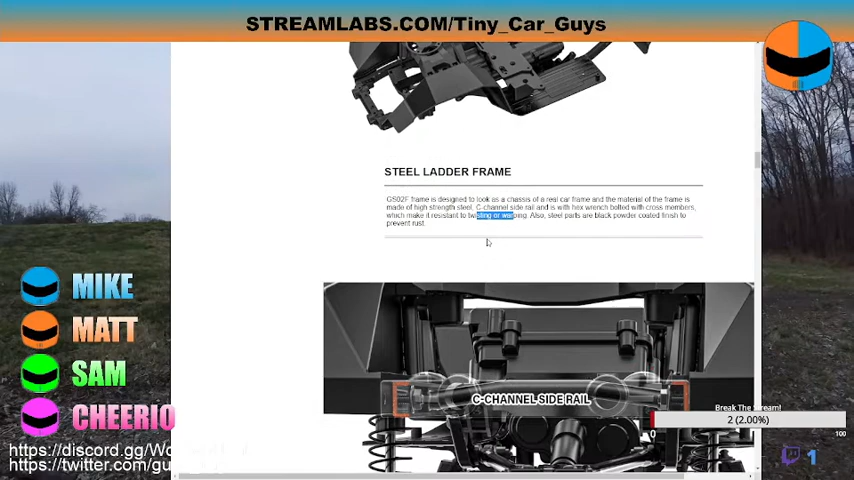 STREAMLABS.COM/Tiny_Car_Guys
STEEL LADDER FRAME
GS02F frame is designed to look as a chassis of a real car frame and the material of the frame is
made of high strength steel, C-channel side rail and is with hex wrench bolted with cross members,
which make it resistant to twisting or warping. Also, steel parts are black powder coated finish to
prevent rust.
C-CHANNEL SIDE RAIL
MIKE
MATT
SAM
CHEERIO
Break The Stream!
2 (2.00%)
0
100
1
https://discord.gg/
https://twitter.com/gu